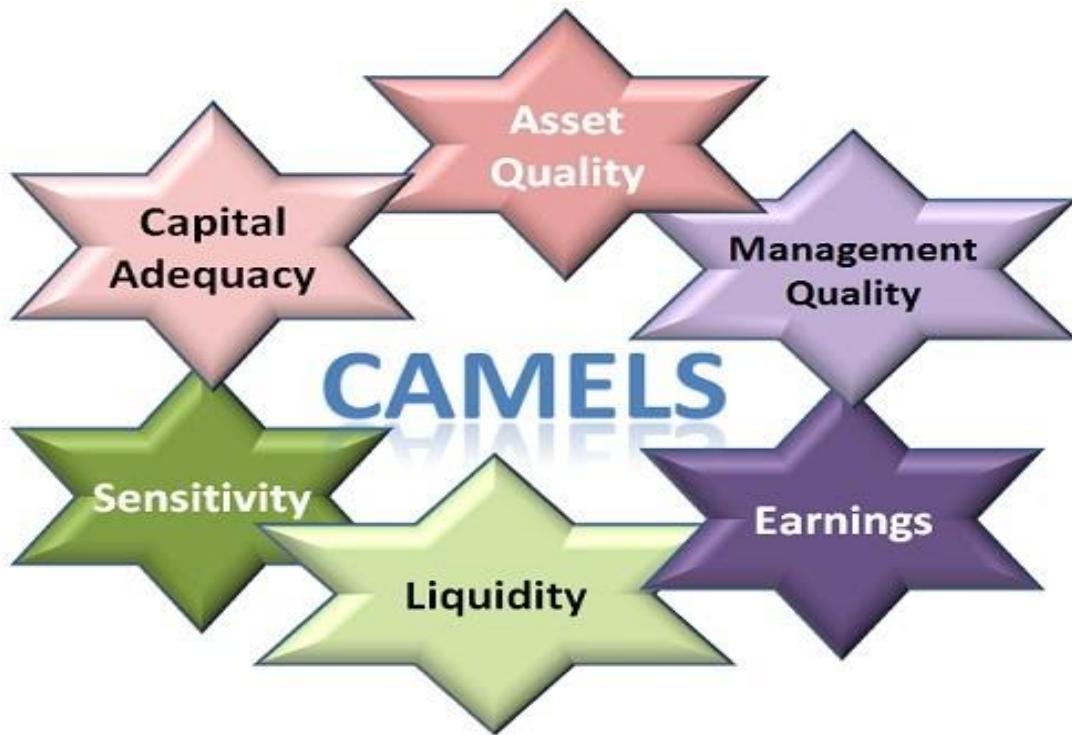 Asset
Quality
Capital
Adequacy
Management
Quality
CAMELS
Sensitivity
Earnings
Liquidity